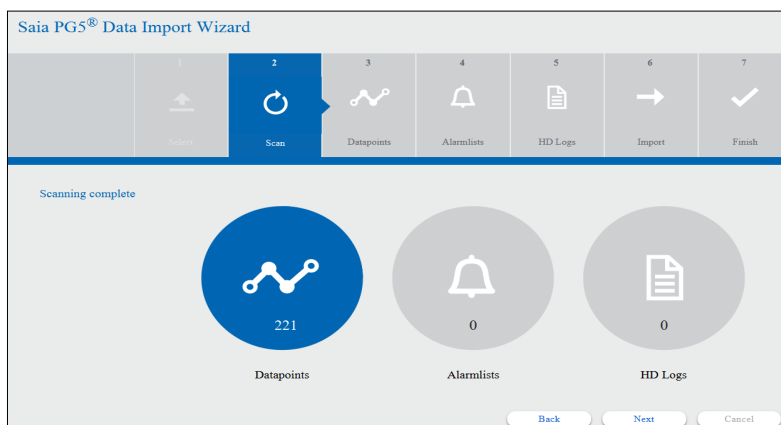 Saia PG5® Data Import Wizard
1 2 3 4 5 6 7
Select Scan Datapoints Alarmlists HD Logs Import Finish
Scanning complete
221 0 0
Datapoints Alarmlists HD Logs
Back Next Cancel